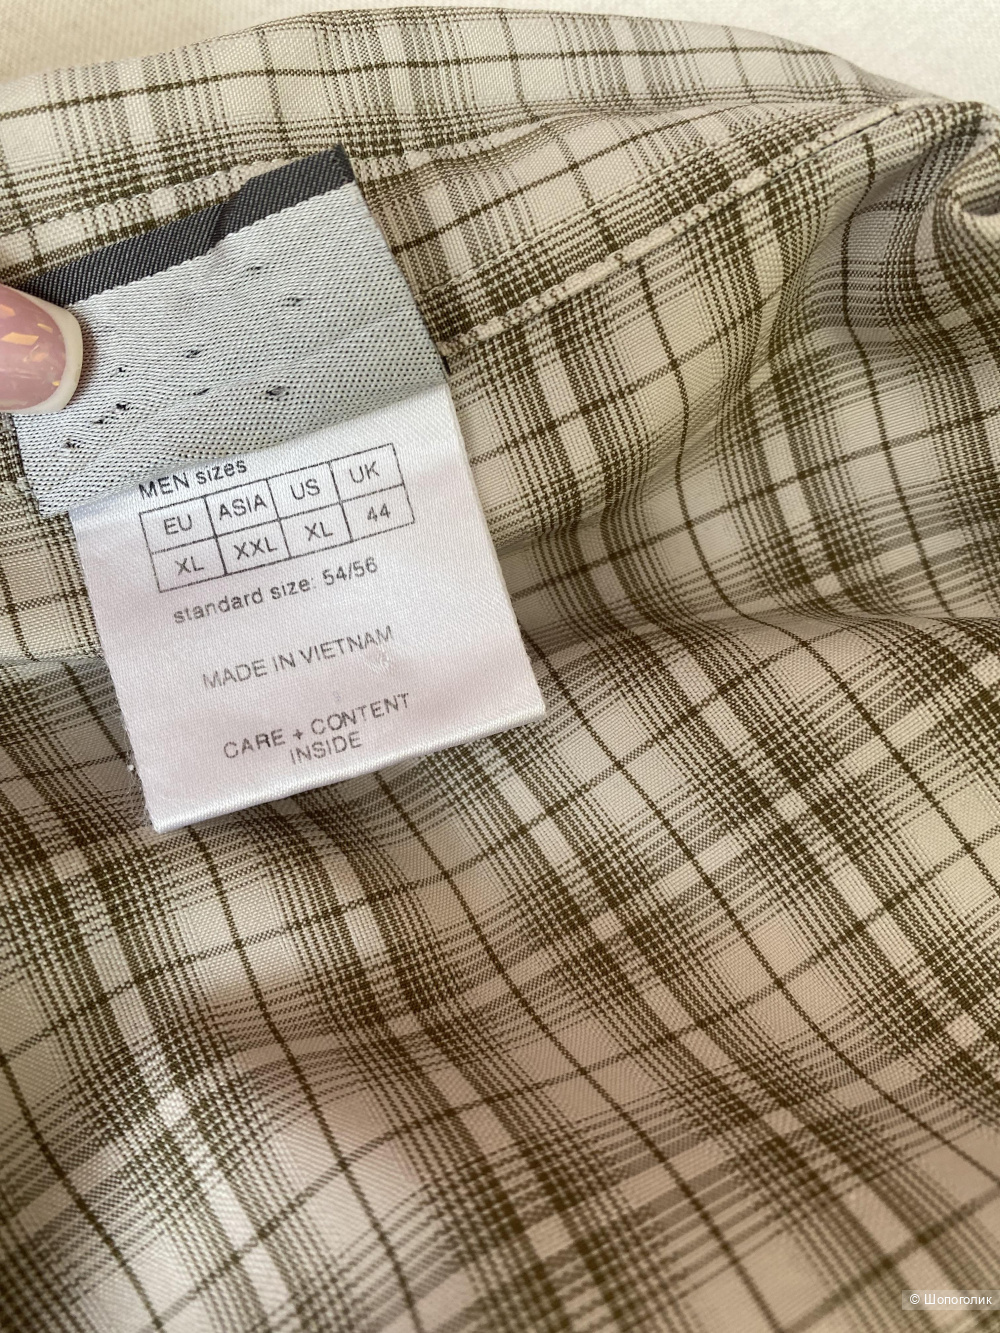 MEN sizes
EU ASIA US UK
XL XXL XL 44
standard size: 54/56
MADE IN VIETNAM
CARE + CONTENT
INSIDE
© Шопоголик